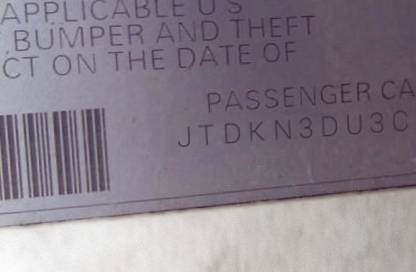 APPLICABLE U S
BUMPER AND THEFT
CT ON THE DATE OF
PASSENGER CA
JTDKN3DU3C